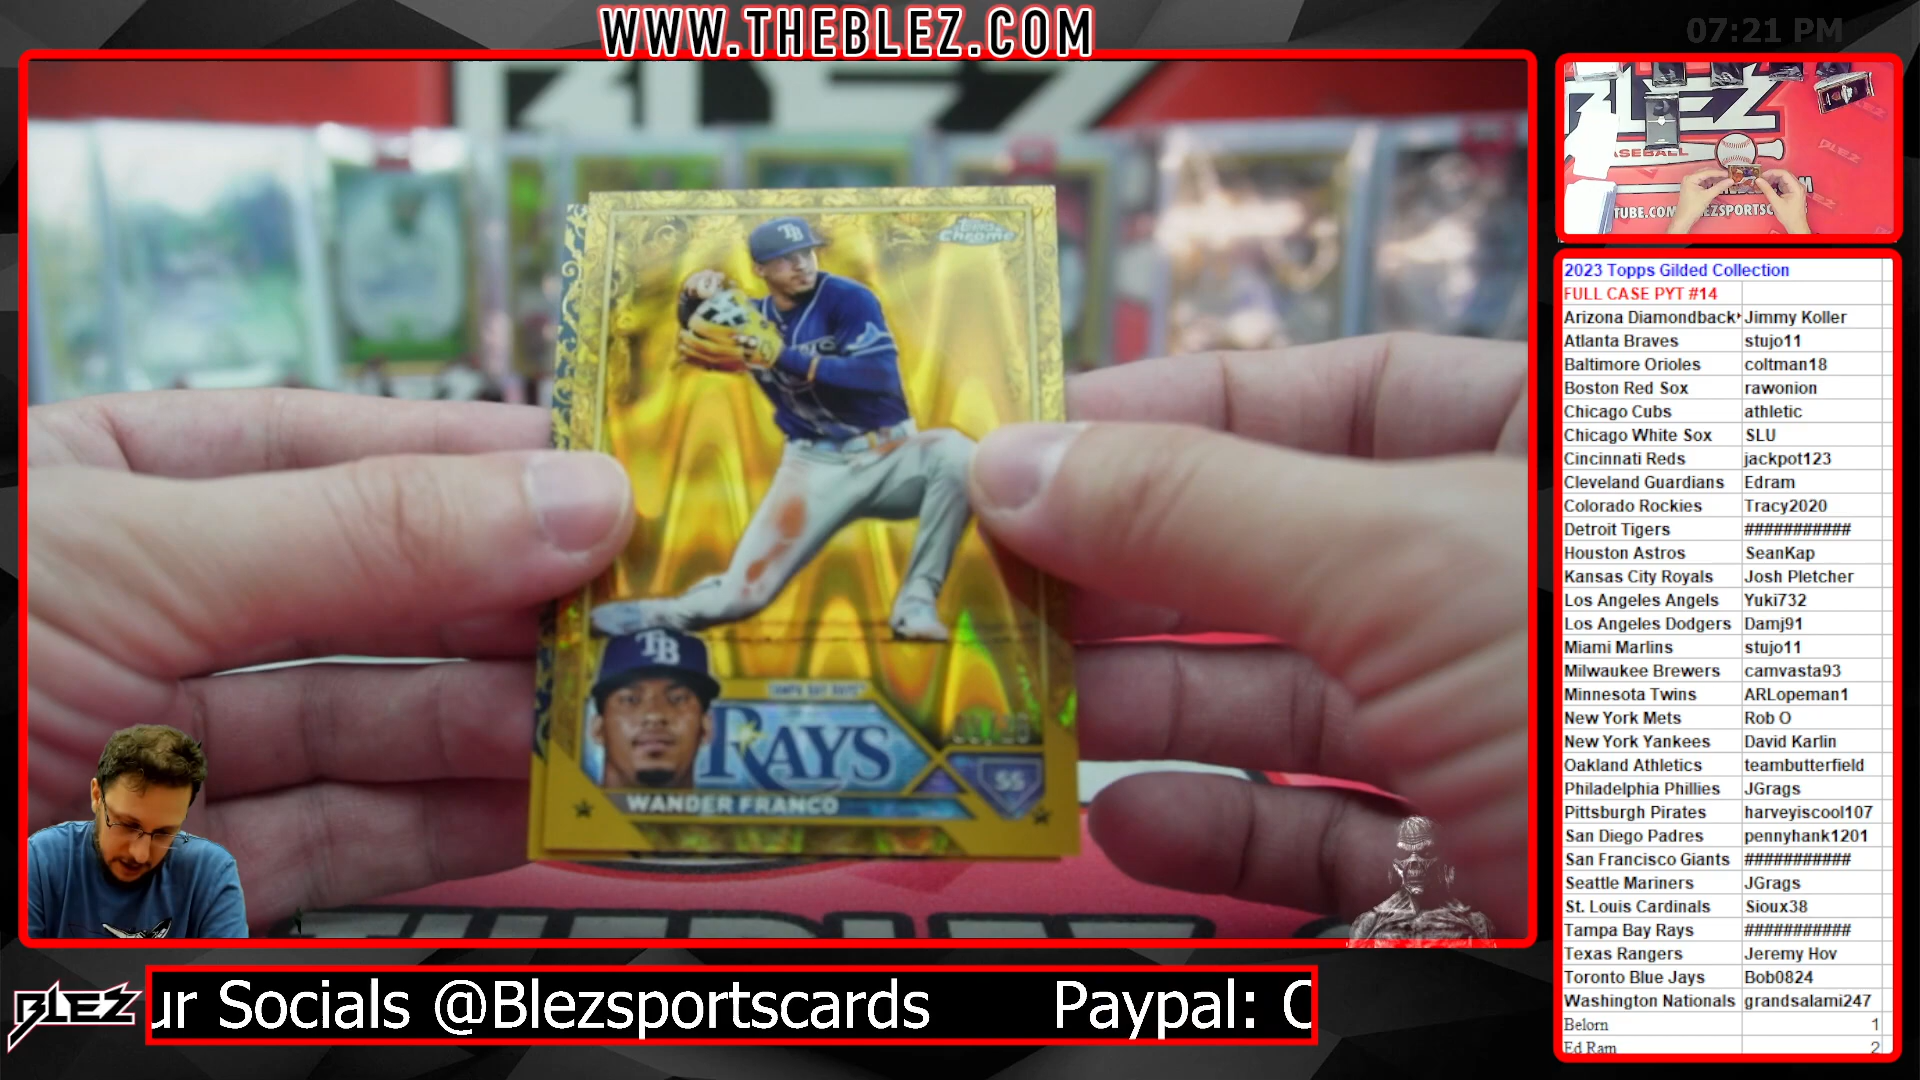 WWW.THEBLEZ.COM
07:21 PM
Topps
Chrome
TB
TB
RAYS
SS
WANDER FRANCO
BLEZ
BASEBALL
BLEZ
2023 Topps Gilded Collection
FULL CASE PYT #14
Arizona Diamondback Jimmy Koller
Atlanta Braves stujo11
Baltimore Orioles coltman18
Boston Red Sox rawonion
Chicago Cubs athletic
Chicago White Sox SLU
Cincinnati Reds jackpot123
Cleveland Guardians Edram
Colorado Rockies Tracy2020
Detroit Tigers ###########
Houston Astros SeanKap
Kansas City Royals Josh Pletcher
Los Angeles Angels Yuki732
Los Angeles Dodgers Damj91
Miami Marlins stujo11
Milwaukee Brewers camvasta93
Minnesota Twins ARLopeman1
New York Mets Rob O
New York Yankees David Karlin
Oakland Athletics teambutterfield
Philadelphia Phillies JGrags
Pittsburgh Pirates harveyiscool107
San Diego Padres pennyhank1201
San Francisco Giants ###########
Seattle Mariners JGrags
St. Louis Cardinals Sioux38
Tampa Bay Rays ###########
Texas Rangers Jeremy Hov
Toronto Blue Jays Bob0824
Washington Nationals grandsalami247
Belorn 1
Ed Ram 2
BLEZ
ur Socials @Blezsportscards Paypal: